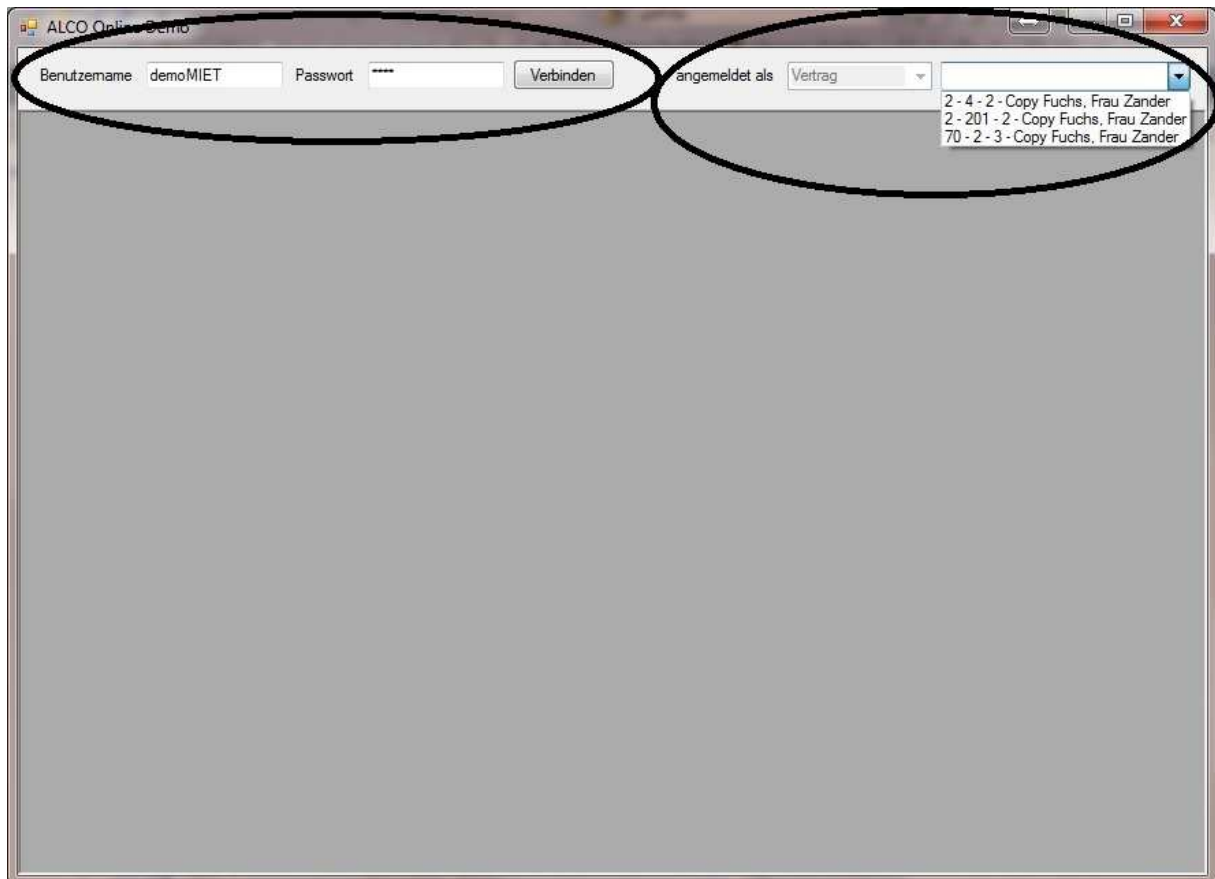 ALCO Online Demo
Benutzername demoMIET Passwort **** Verbinden angemeldet als Vertrag
2 - 4 - 2 - Copy Fuchs, Frau Zander
2 - 201 - 2 - Copy Fuchs, Frau Zander
70 - 2 - 3 - Copy Fuchs, Frau Zander